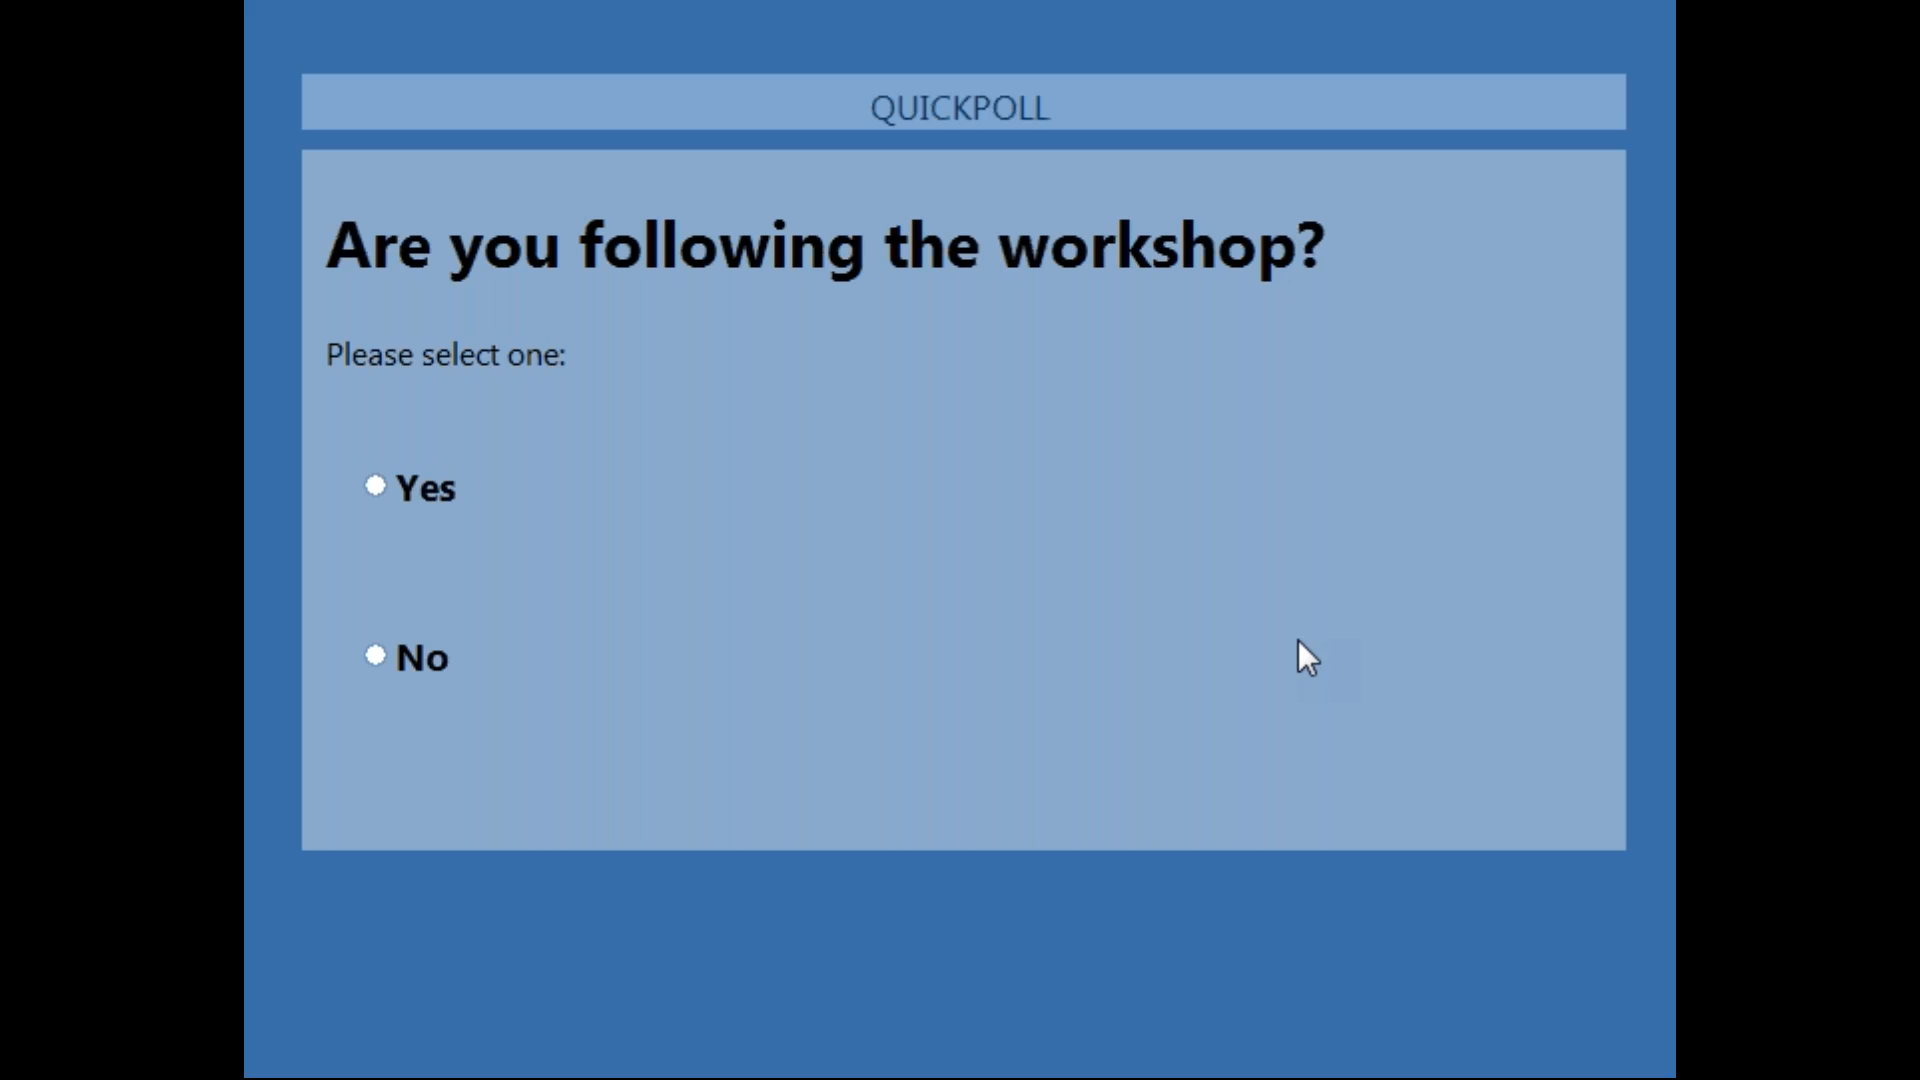 QUICKPOLL
Are you following the workshop?
Please select one:
Yes
No